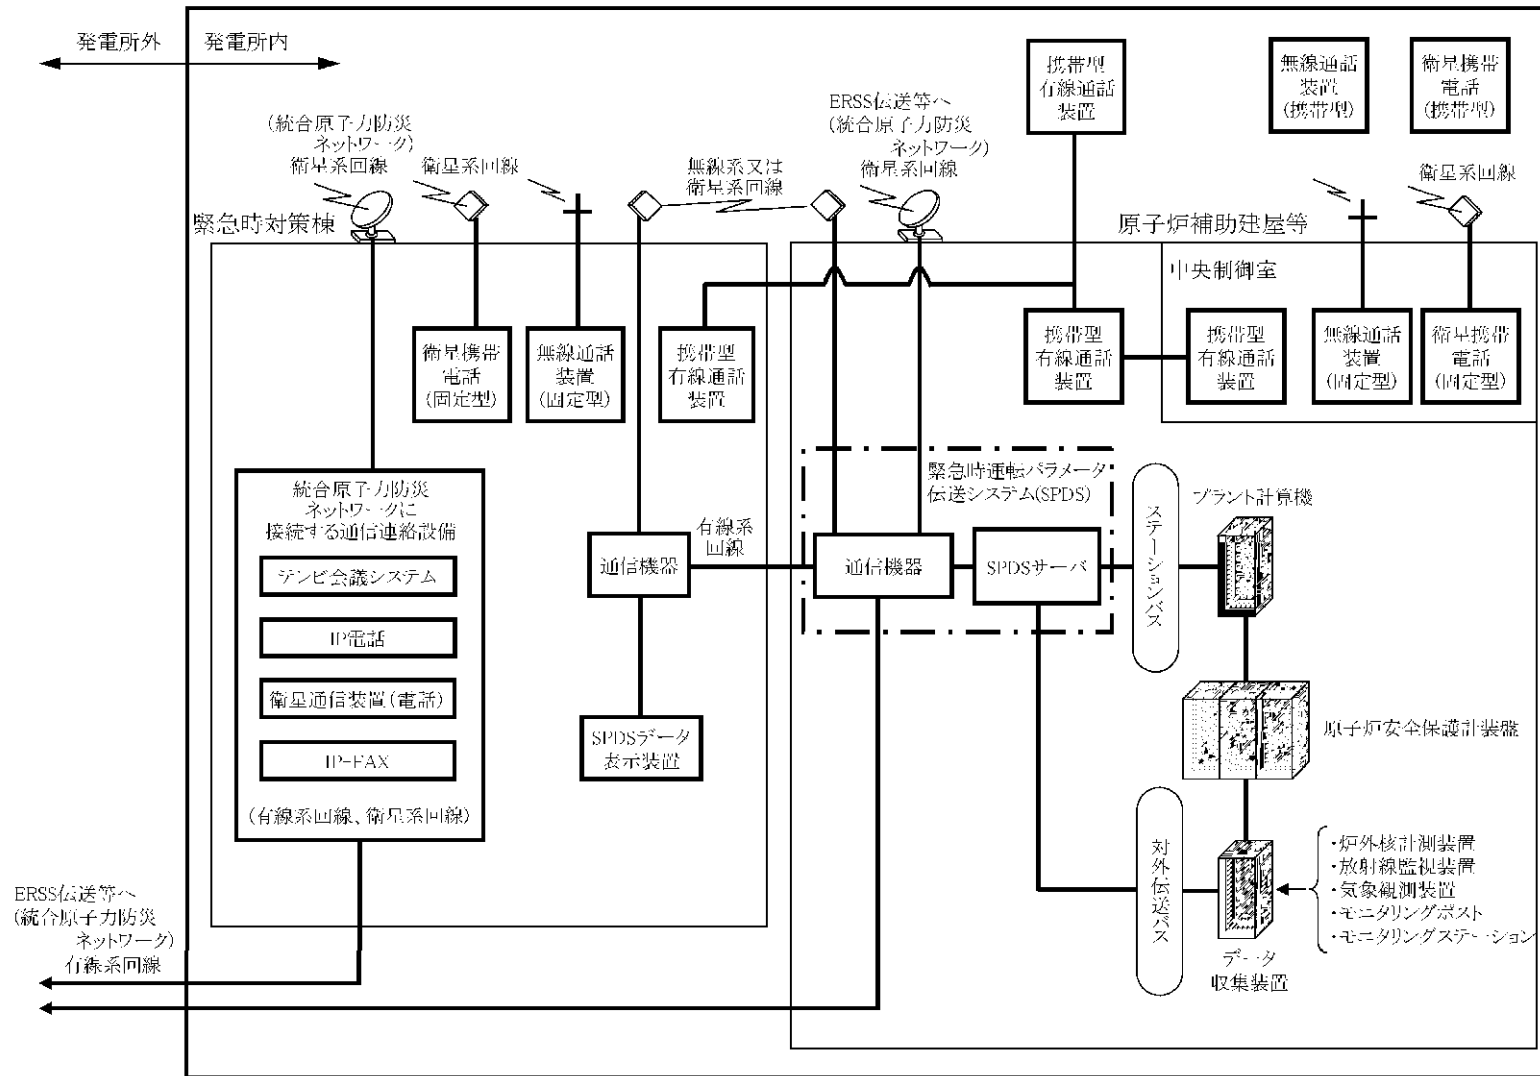 発電所外
発電所内
(統合原子力防災
ネットワーク)
衛星系回線
衛星系回線
無線系又は
衛星系回線
ERSS伝送等へ
(統合原子力防災
ネットワーク)
衛星系回線
携帯型
有線通話
装置
無線通話
装置
(携帯型)
衛星携帯
電話
(携帯型)
衛星系回線
緊急時対策棟
原子炉補助建屋等
中央制御室
衛星携帯
電話
(固定型)
無線通話
装置
(固定型)
携帯型
有線通話
装置
携帯型
有線通話
装置
携帯型
有線通話
装置
無線通話
装置
(固定型)
衛星携帯
電話
(固定型)
統合原子力防災
ネットワークに
接続する通信連絡設備
テレビ会議システム
IP電話
衛星通信装置(電話)
IP-FAX
(有線系回線、衛星系回線)
通信機器
有線系
回線
SPDSデータ
表示装置
緊急時運転パラメータ
伝送システム(SPDS)
通信機器
SPDSサーバ
ステーションバス
プラント計算機
原子炉安全保護計装盤
対外伝送バス
データ
収集装置
・炉外核計測装置
・放射線監視装置
・気象観測装置
・モニタリングポスト
・モニタリングステーション
ERSS伝送等へ
(統合原子力防災
ネットワーク)
有線系回線